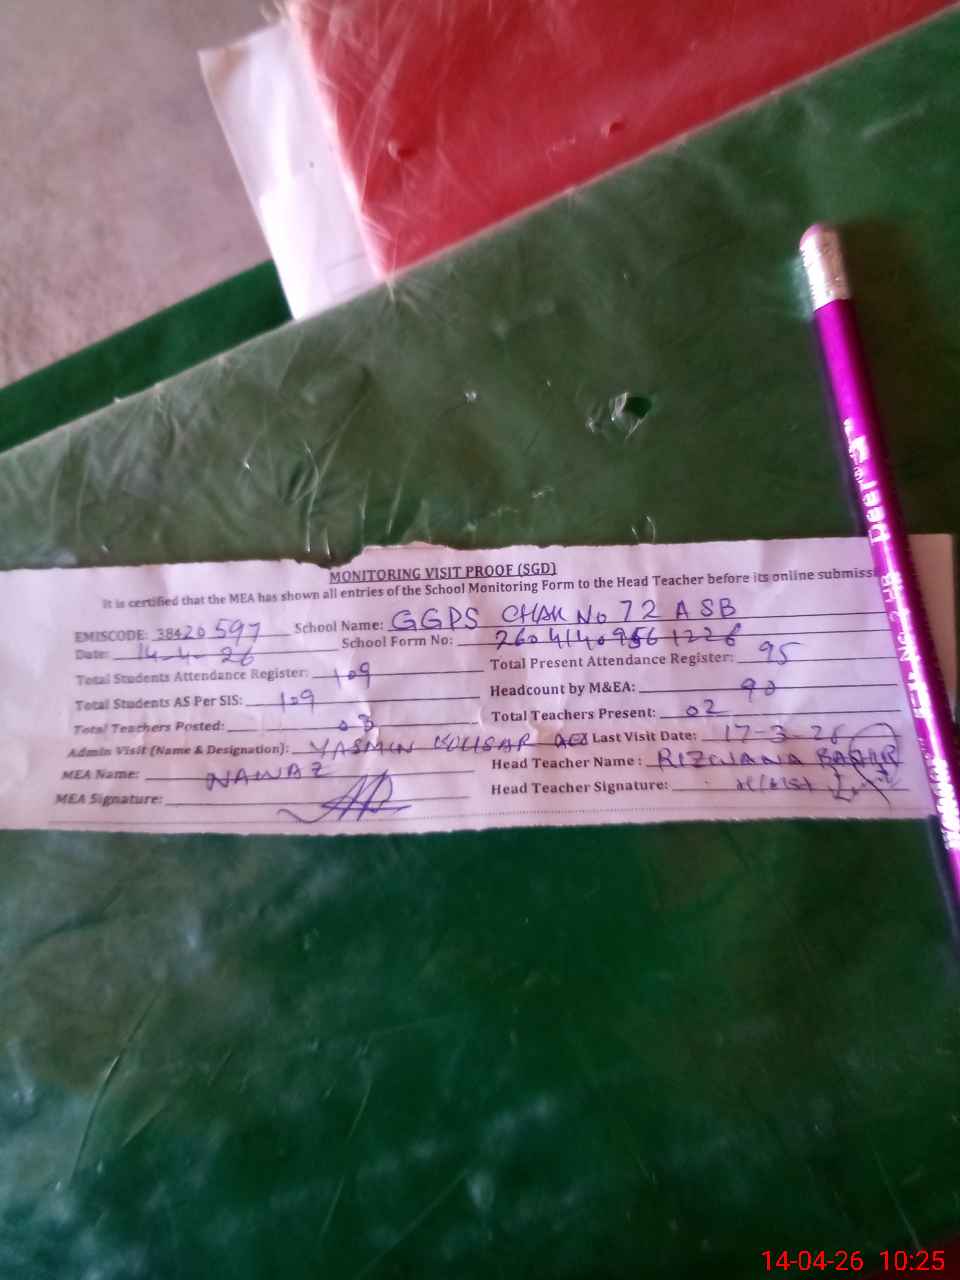 MONITORING VISIT PROOF (SGD)
It is certified that the MEA has shown all entries of the School Monitoring Form to the Head Teacher before its online submiss
EMISCODE: 38420597 School Name: GGPS CHAK No 72 A SB
Date: 14-4-26 School Form No:
Total Students Attendance Register: 109 Total Present Attendance Register: 95
Total Students AS Per SIS: 109 Headcount by M&EA: 90
Total Teachers Posted: 03 Total Teachers Present: 02
Admin Visit (Name & Designation): YASMIN KOUSAR Last Visit Date: 17-3-26
MEA Name: NAWAZ Head Teacher Name: RIZWANA BASHIR
MEA Signature: Head Teacher Signature:
Deer
14-04-26 10:25